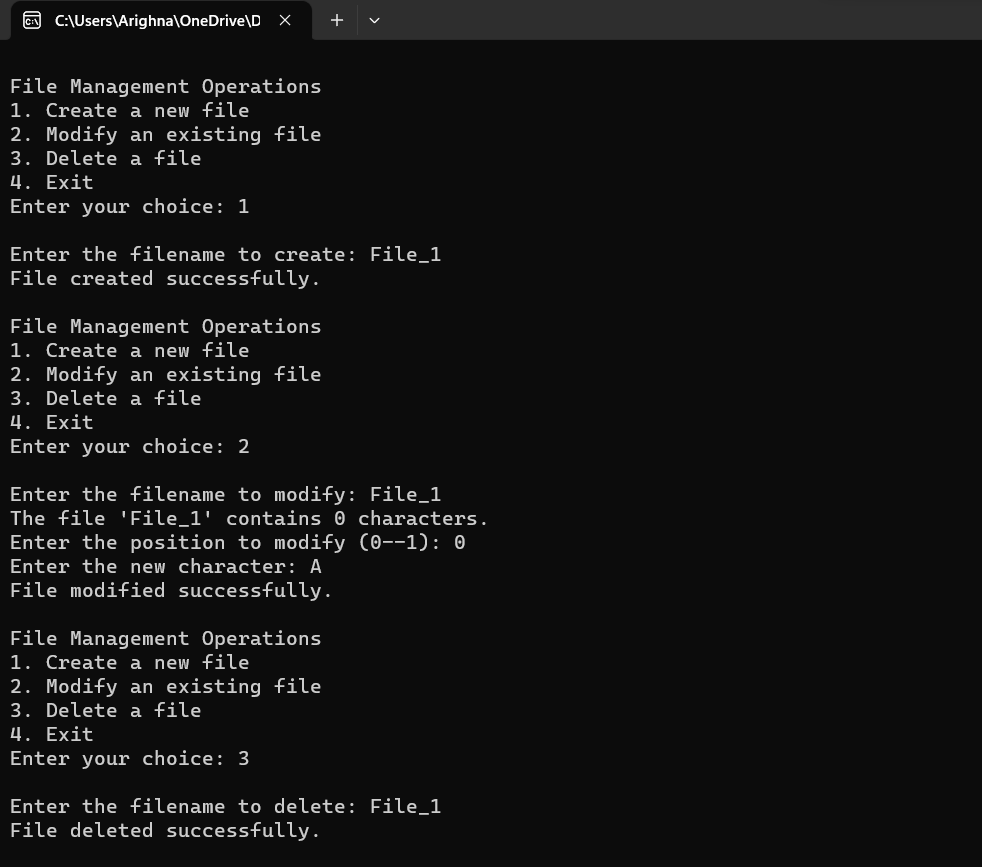 C:\Users\Arighna\OneDrive\D
File Management Operations
1. Create a new file
2. Modify an existing file
3. Delete a file
4. Exit
Enter your choice: 1
Enter the filename to create: File_1
File created successfully.
File Management Operations
1. Create a new file
2. Modify an existing file
3. Delete a file
4. Exit
Enter your choice: 2
Enter the filename to modify: File_1
The file 'File_1' contains 0 characters.
Enter the position to modify (0--1): 0
Enter the new character: A
File modified successfully.
File Management Operations
1. Create a new file
2. Modify an existing file
3. Delete a file
4. Exit
Enter your choice: 3
Enter the filename to delete: File_1
File deleted successfully.